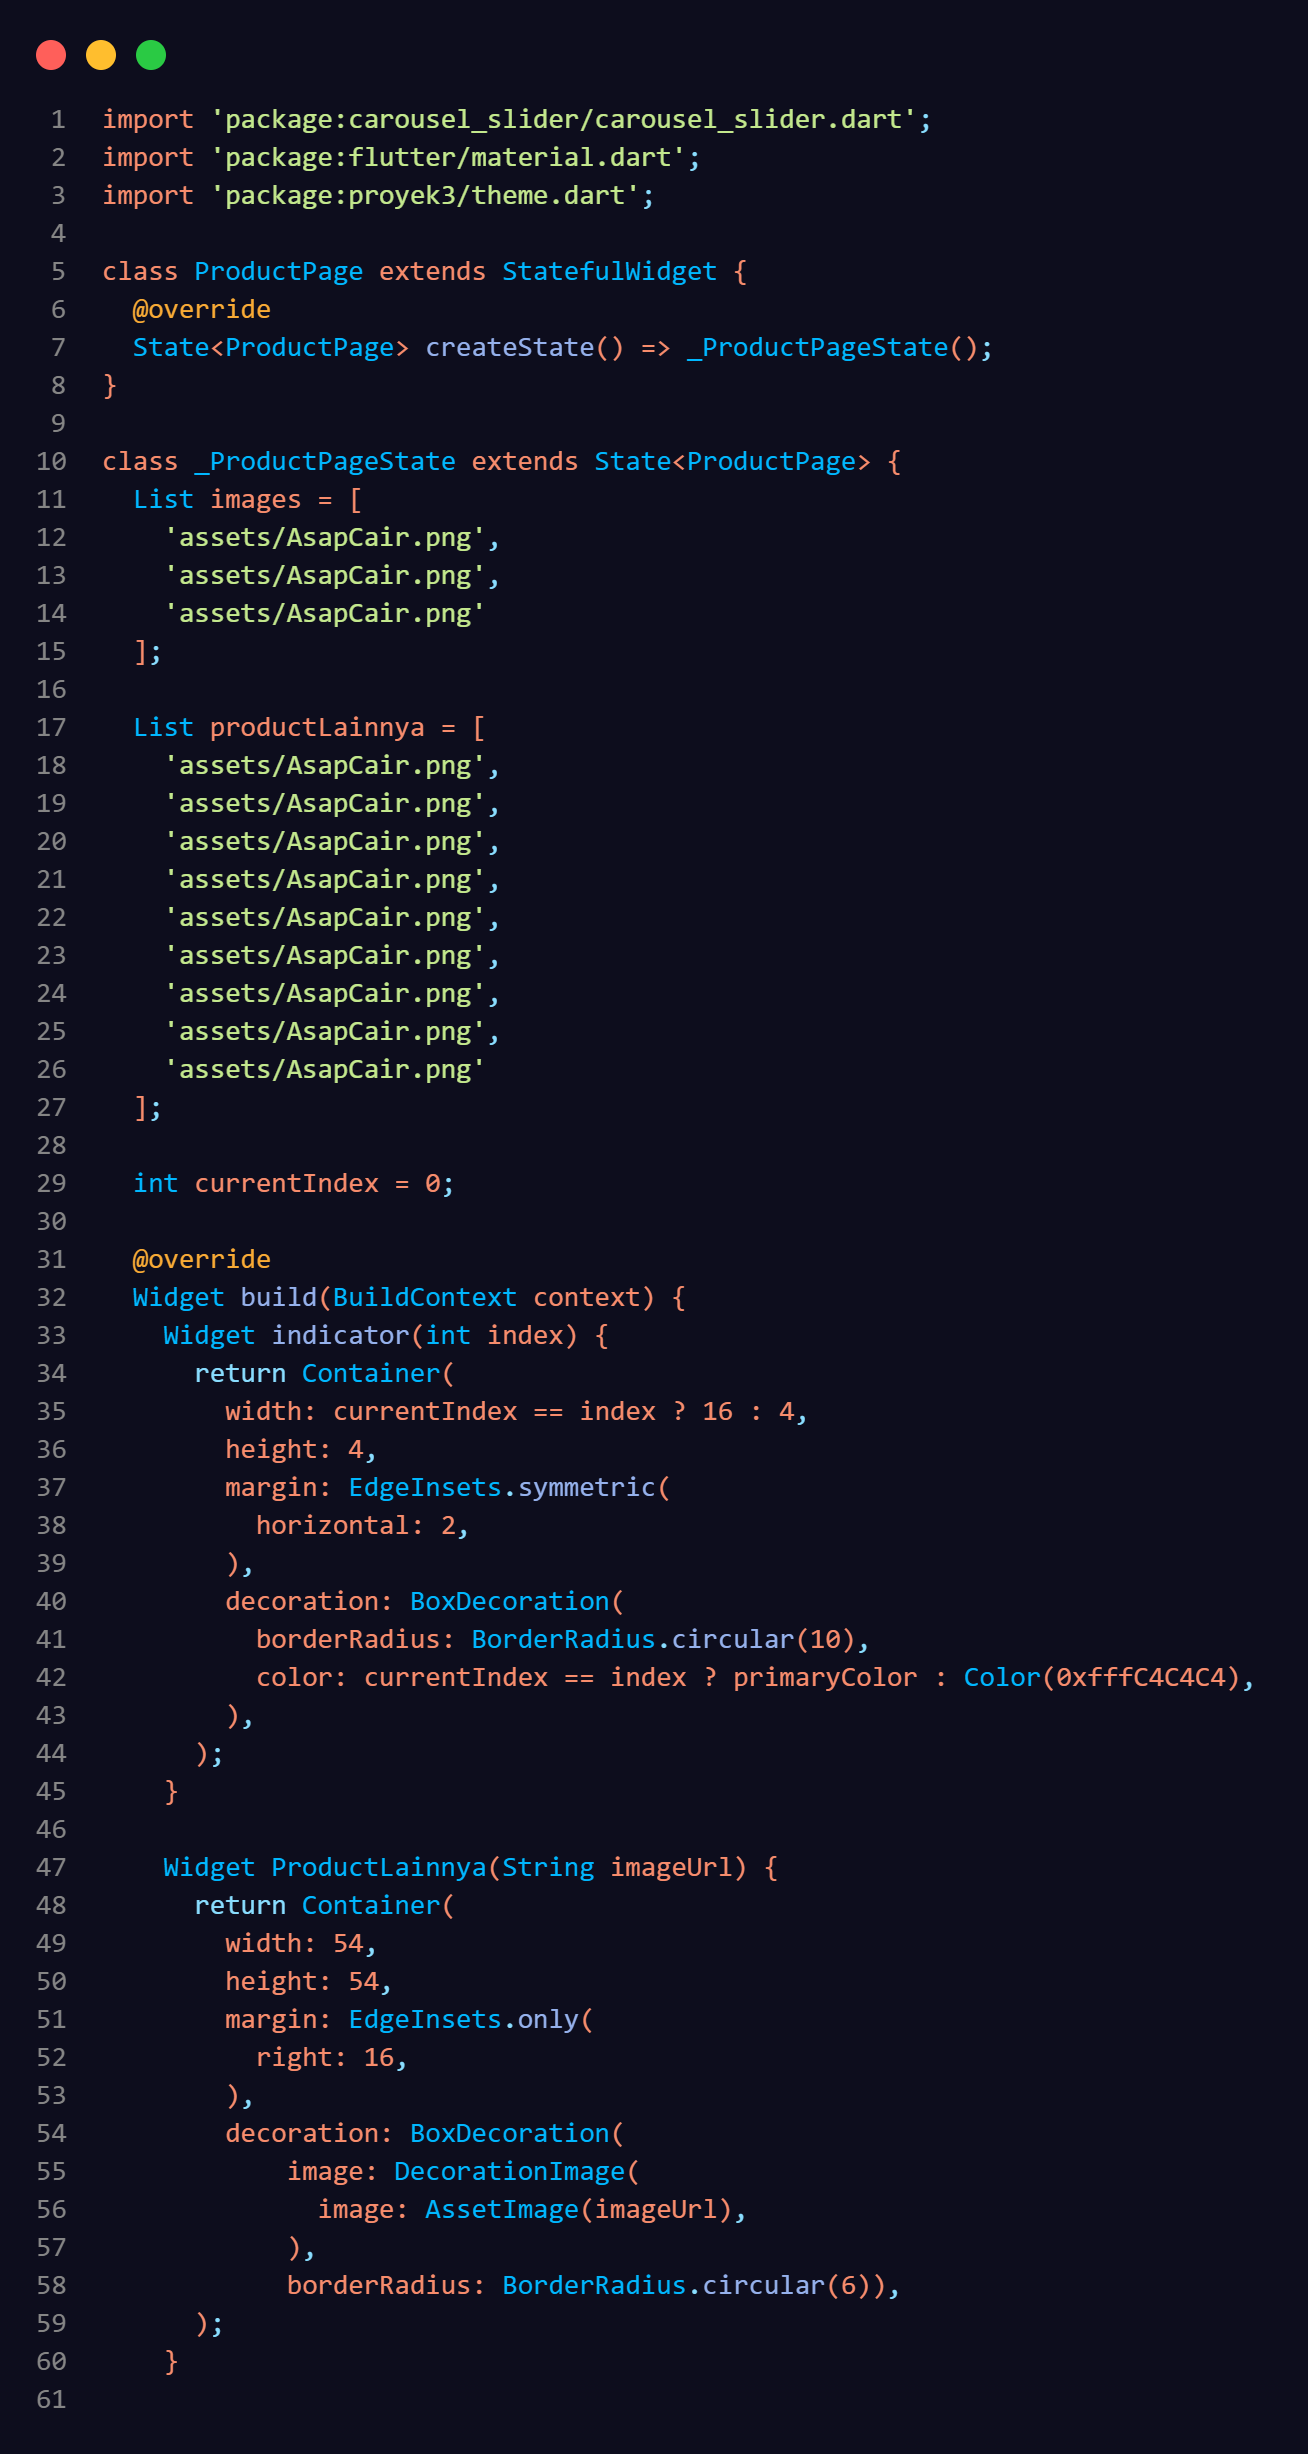 1 import 'package:carousel_slider/carousel_slider.dart';
2 import 'package:flutter/material.dart';
3 import 'package:proyek3/theme.dart';
4
5 class ProductPage extends StatefulWidget {
6   @override
7   State<ProductPage> createState() => _ProductPageState();
8 }
9
10 class _ProductPageState extends State<ProductPage> {
11   List images = [
12     'assets/AsapCair.png',
13     'assets/AsapCair.png',
14     'assets/AsapCair.png'
15   ];
16
17   List productLainnya = [
18     'assets/AsapCair.png',
19     'assets/AsapCair.png',
20     'assets/AsapCair.png',
21     'assets/AsapCair.png',
22     'assets/AsapCair.png',
23     'assets/AsapCair.png',
24     'assets/AsapCair.png',
25     'assets/AsapCair.png',
26     'assets/AsapCair.png'
27   ];
28
29   int currentIndex = 0;
30
31   @override
32   Widget build(BuildContext context) {
33     Widget indicator(int index) {
34       return Container(
35         width: currentIndex == index ? 16 : 4,
36         height: 4,
37         margin: EdgeInsets.symmetric(
38           horizontal: 2,
39         ),
40         decoration: BoxDecoration(
41           borderRadius: BorderRadius.circular(10),
42           color: currentIndex == index ? primaryColor : Color(0xfffC4C4C4),
43         ),
44       );
45     }
46
47     Widget ProductLainnya(String imageUrl) {
48       return Container(
49         width: 54,
50         height: 54,
51         margin: EdgeInsets.only(
52           right: 16,
53         ),
54         decoration: BoxDecoration(
55             image: DecorationImage(
56               image: AssetImage(imageUrl),
57             ),
58             borderRadius: BorderRadius.circular(6)),
59       );
60     }
61